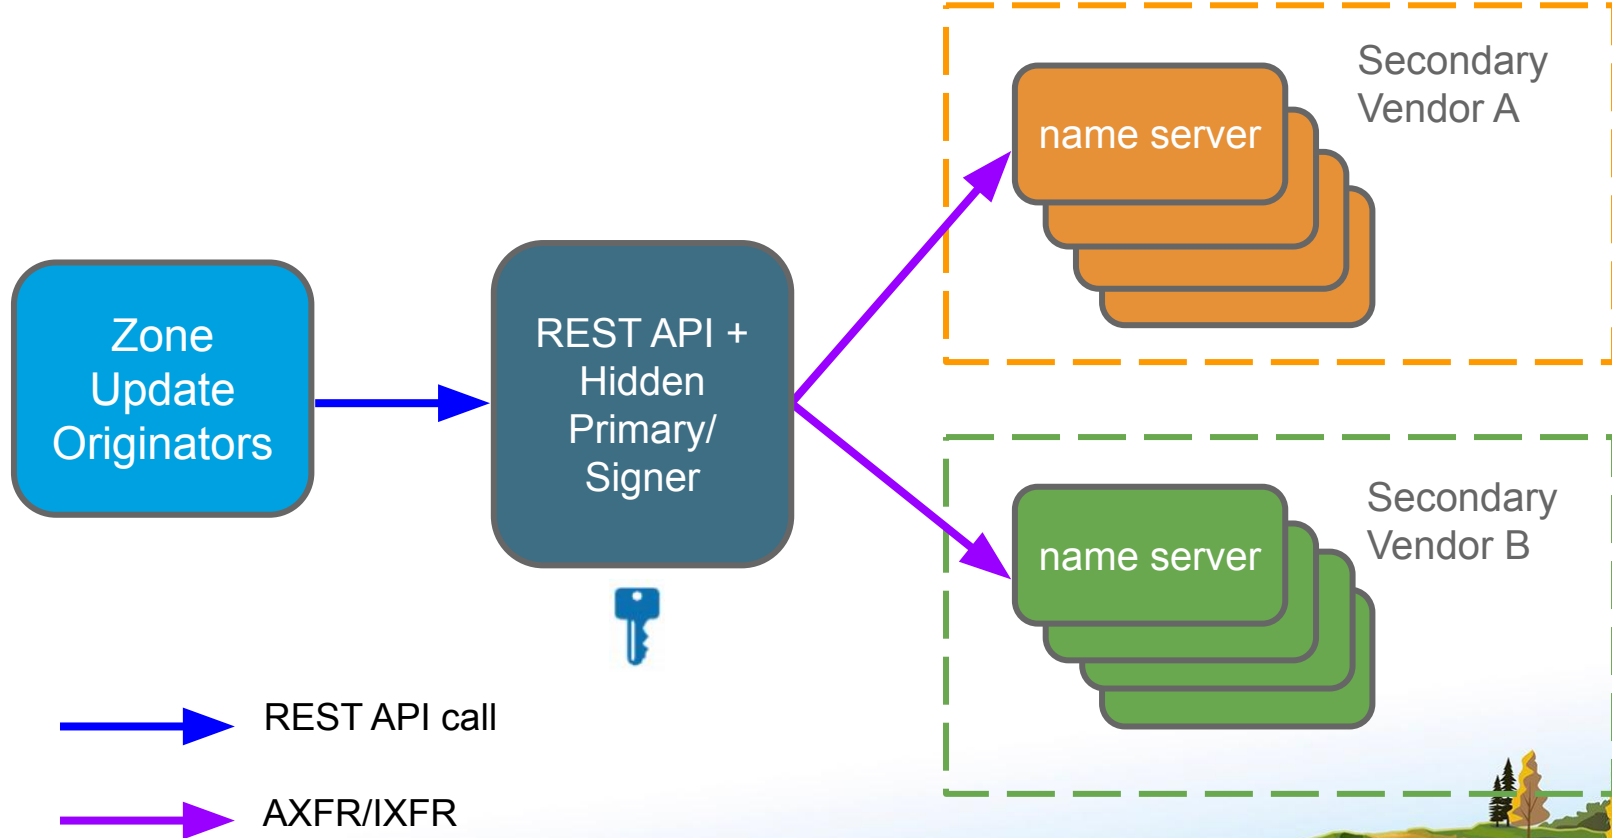 Secondary
Vendor A
name server
Zone
Update
Originators
REST API +
Hidden
Primary/
Signer
Secondary
Vendor B
name server
REST API call
AXFR/IXFR